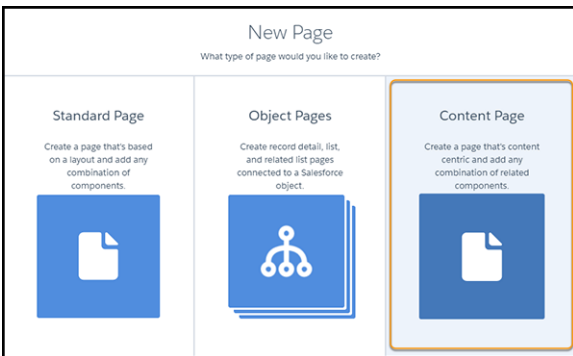 New Page
What type of page would you like to create?
Standard Page
Create a page that's based
on a layout and add any
combination of
components.
Object Pages
Create record detail, list,
and related list pages
connected to a Salesforce
object.
Content Page
Create a page that's content
centric and add any
combination of related
components.